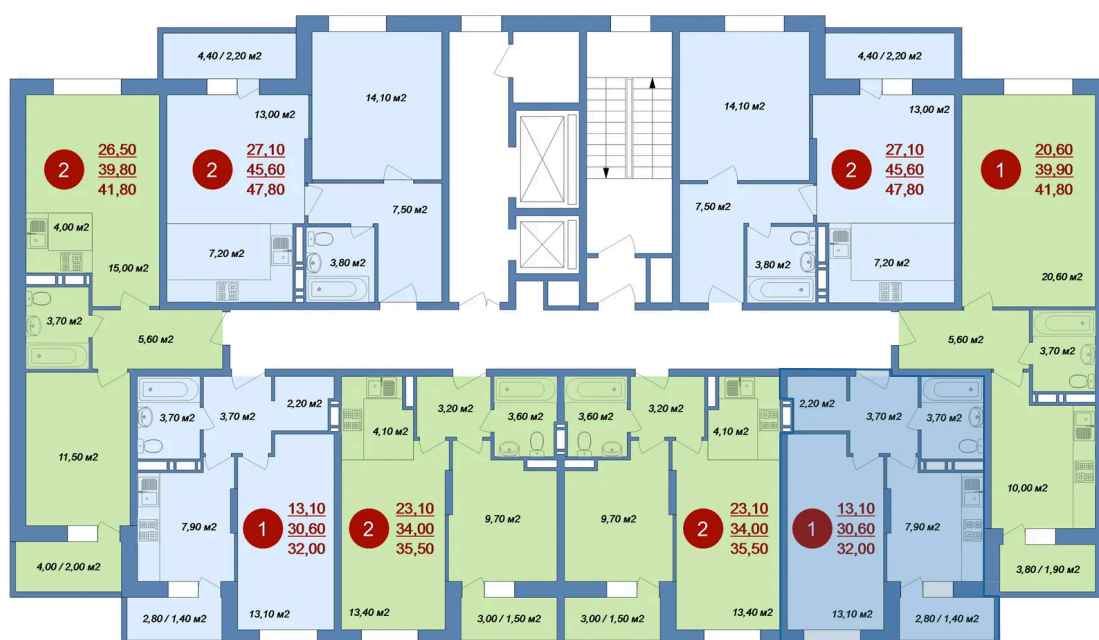 4,40 / 2,20 м2
14,10 м2
13,00 м2
2
26,50
39,80
41,80
2
27,10
45,60
47,80
4,00 м2
15,00 м2
7,20 м2
7,50 м2
3,80 м2
4,40 / 2,20 м2
14,10 м2
13,00 м2
2
27,10
45,60
47,80
1
20,60
39,90
41,80
7,50 м2
3,80 м2
7,20 м2
20,60 м2
3,70 м2
5,60 м2
5,60 м2
3,70 м2
11,50 м2
3,70 м2
3,70 м2
2,20 м2
4,10 м2
3,20 м2
3,60 м2
3,60 м2
3,20 м2
4,10 м2
2,20 м2
3,70 м2
3,70 м2
10,00 м2
7,90 м2
1
13,10
30,60
32,00
2
23,10
34,00
35,50
9,70 м2
9,70 м2
2
23,10
34,00
35,50
1
13,10
30,60
32,00
7,90 м2
4,00 / 2,00 м2
3,80 / 1,90 м2
2,80 / 1,40 м2
13,10 м2
13,40 м2
3,00 / 1,50 м2
3,00 / 1,50 м2
13,40 м2
13,10 м2
2,80 / 1,40 м2